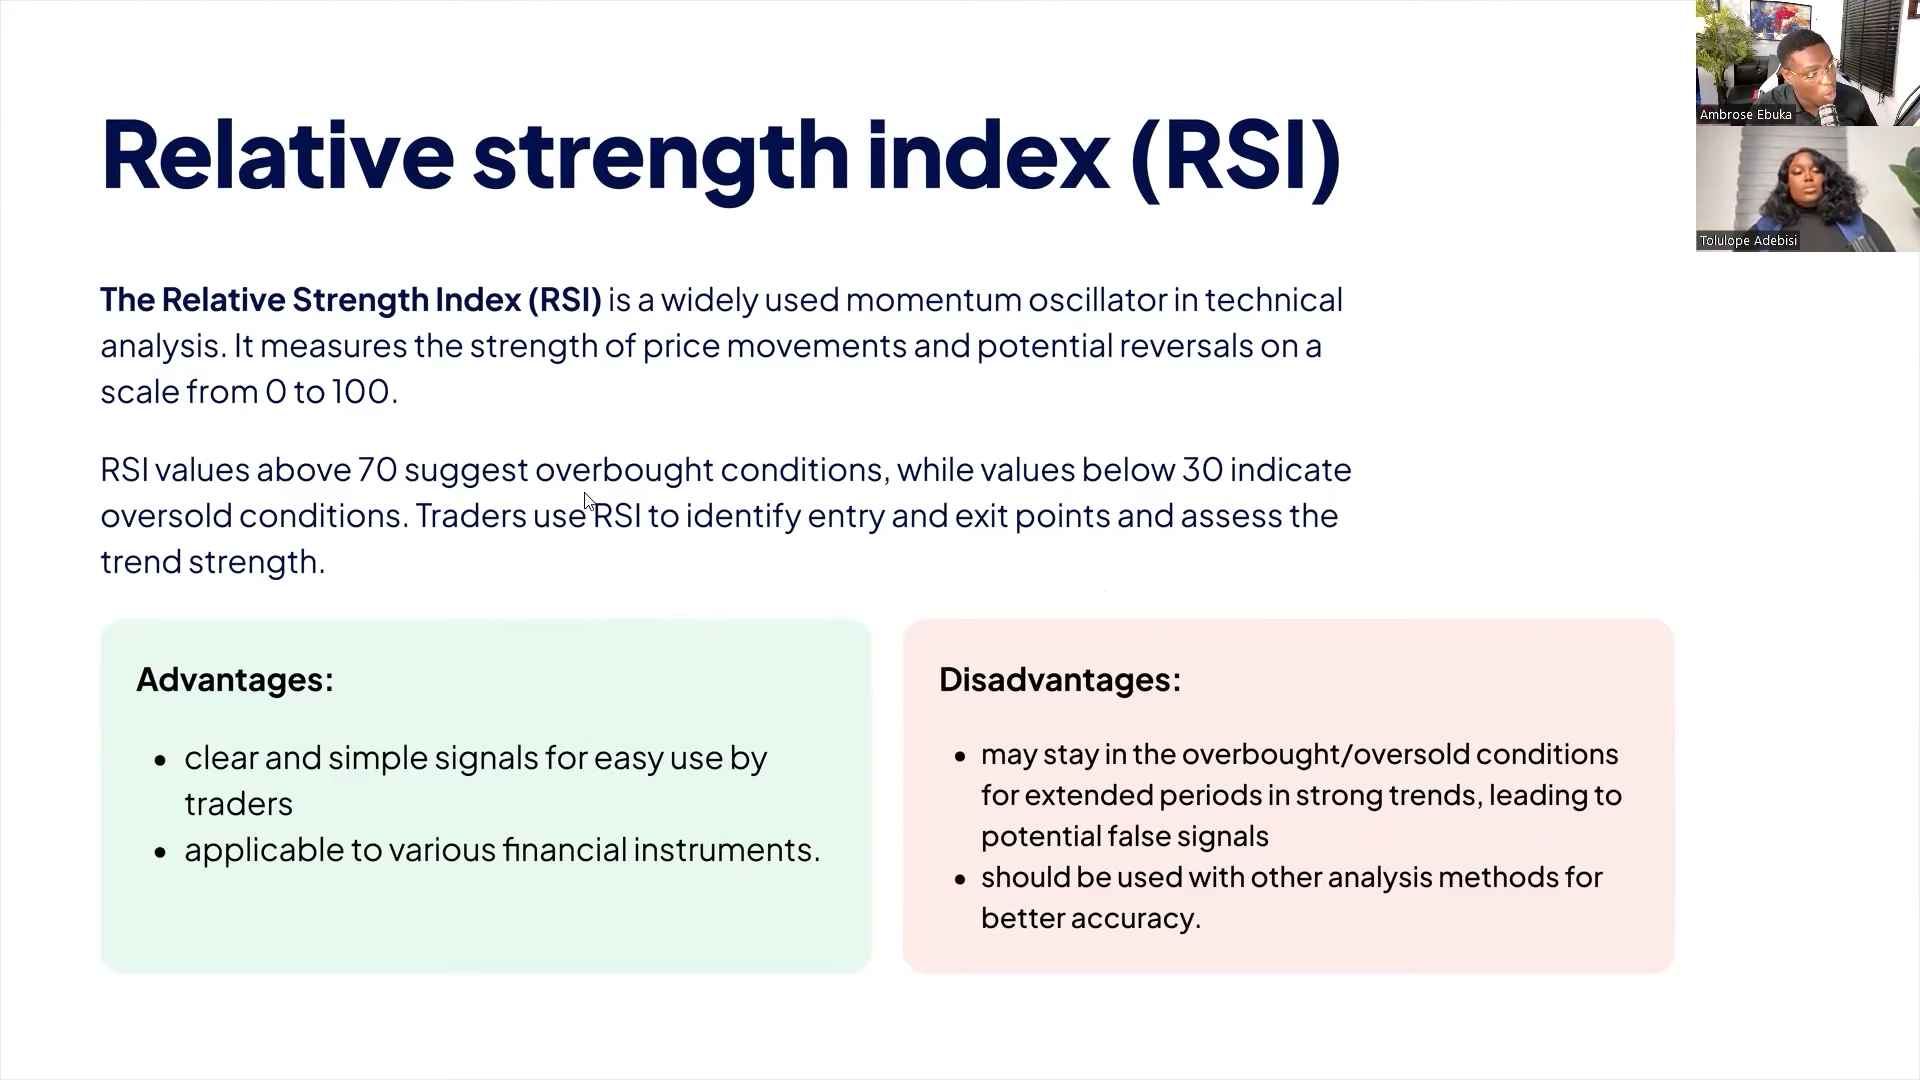 Relative strength index (RSI)
The Relative Strength Index (RSI) is a widely used momentum oscillator in technical
analysis. It measures the strength of price movements and potential reversals on a
scale from 0 to 100.
RSI values above 70 suggest overbought conditions, while values below 30 indicate
oversold conditions. Traders use RSI to identify entry and exit points and assess the
trend strength.
Advantages:
• clear and simple signals for easy use by
traders
• applicable to various financial instruments.
Disadvantages:
• may stay in the overbought/oversold conditions
for extended periods in strong trends, leading to
potential false signals
• should be used with other analysis methods for
better accuracy.
Ambrose Ebuka
Tolulope Adebisi